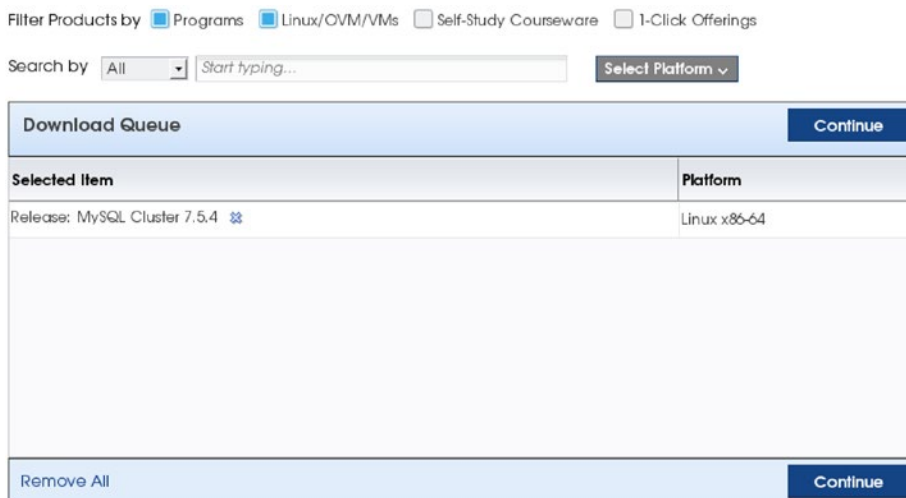 Filter Products by Programs Linux/OVM/VMs Self-Study Courseware 1-Click Offerings
Search by All Start typing... Select Platform
Download Queue Continue
Selected Item Platform
Release: MySQL Cluster 7.5.4 Linux x86-64
Remove All Continue